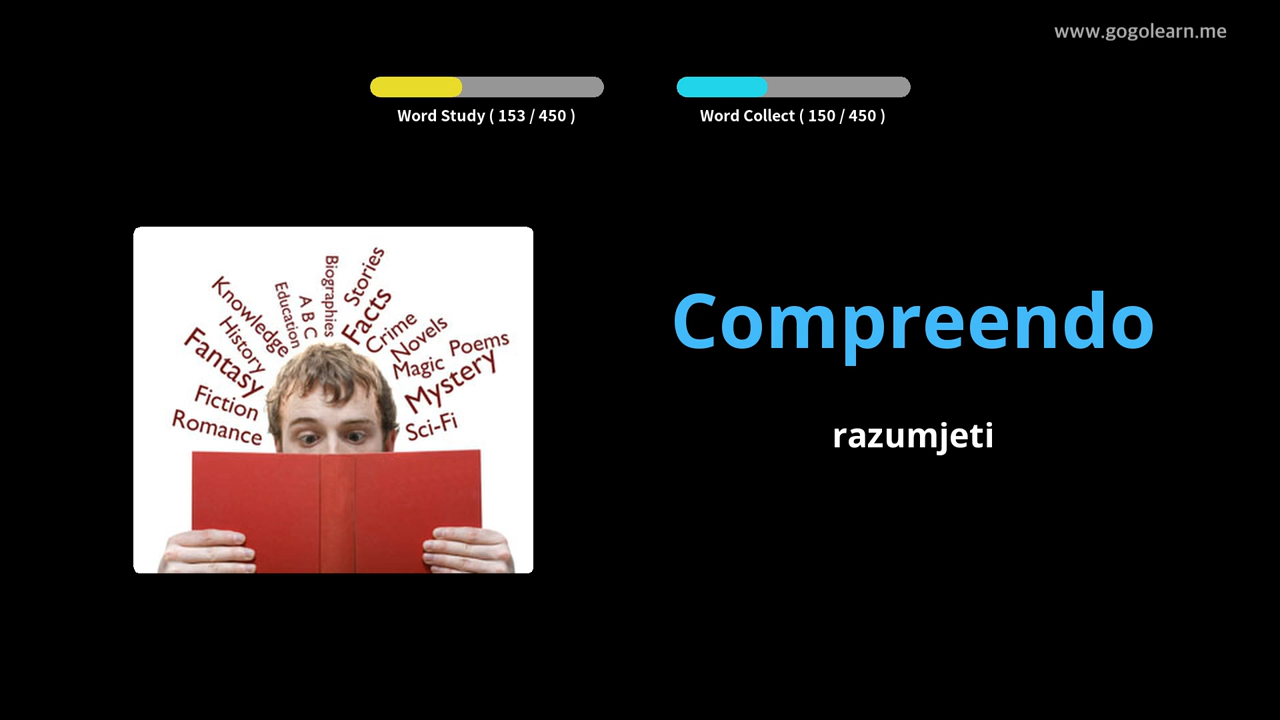 www.gogolearn.me
Word Study ( 153 / 450 )
Word Collect ( 150 / 450 )
Knowledge
Education
A B C
Biographies
Stories
Facts
Crime
Novels
Poems
History
Fantasy
Magic
Mystery
Fiction
Romance
Sci-Fi
Compreendo
razumjeti